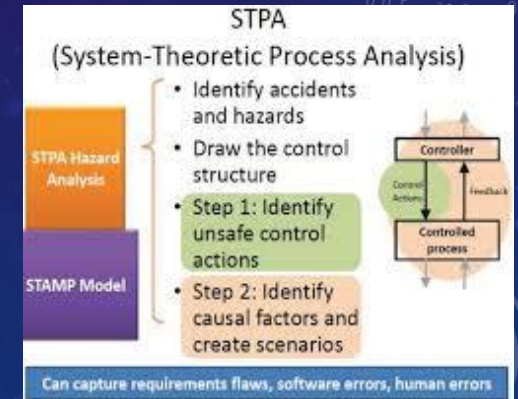 STPA
(System-Theoretic Process Analysis)
• Identify accidents
and hazards
• Draw the control
structure
• Step 1: Identify
unsafe control
actions
• Step 2: Identify
causal factors and
create scenarios
STPA Hazard
Analysis
STAMP Model
Controller
Control
Actions
Feedback
Controlled
process
Can capture requirements flaws, software errors, human errors